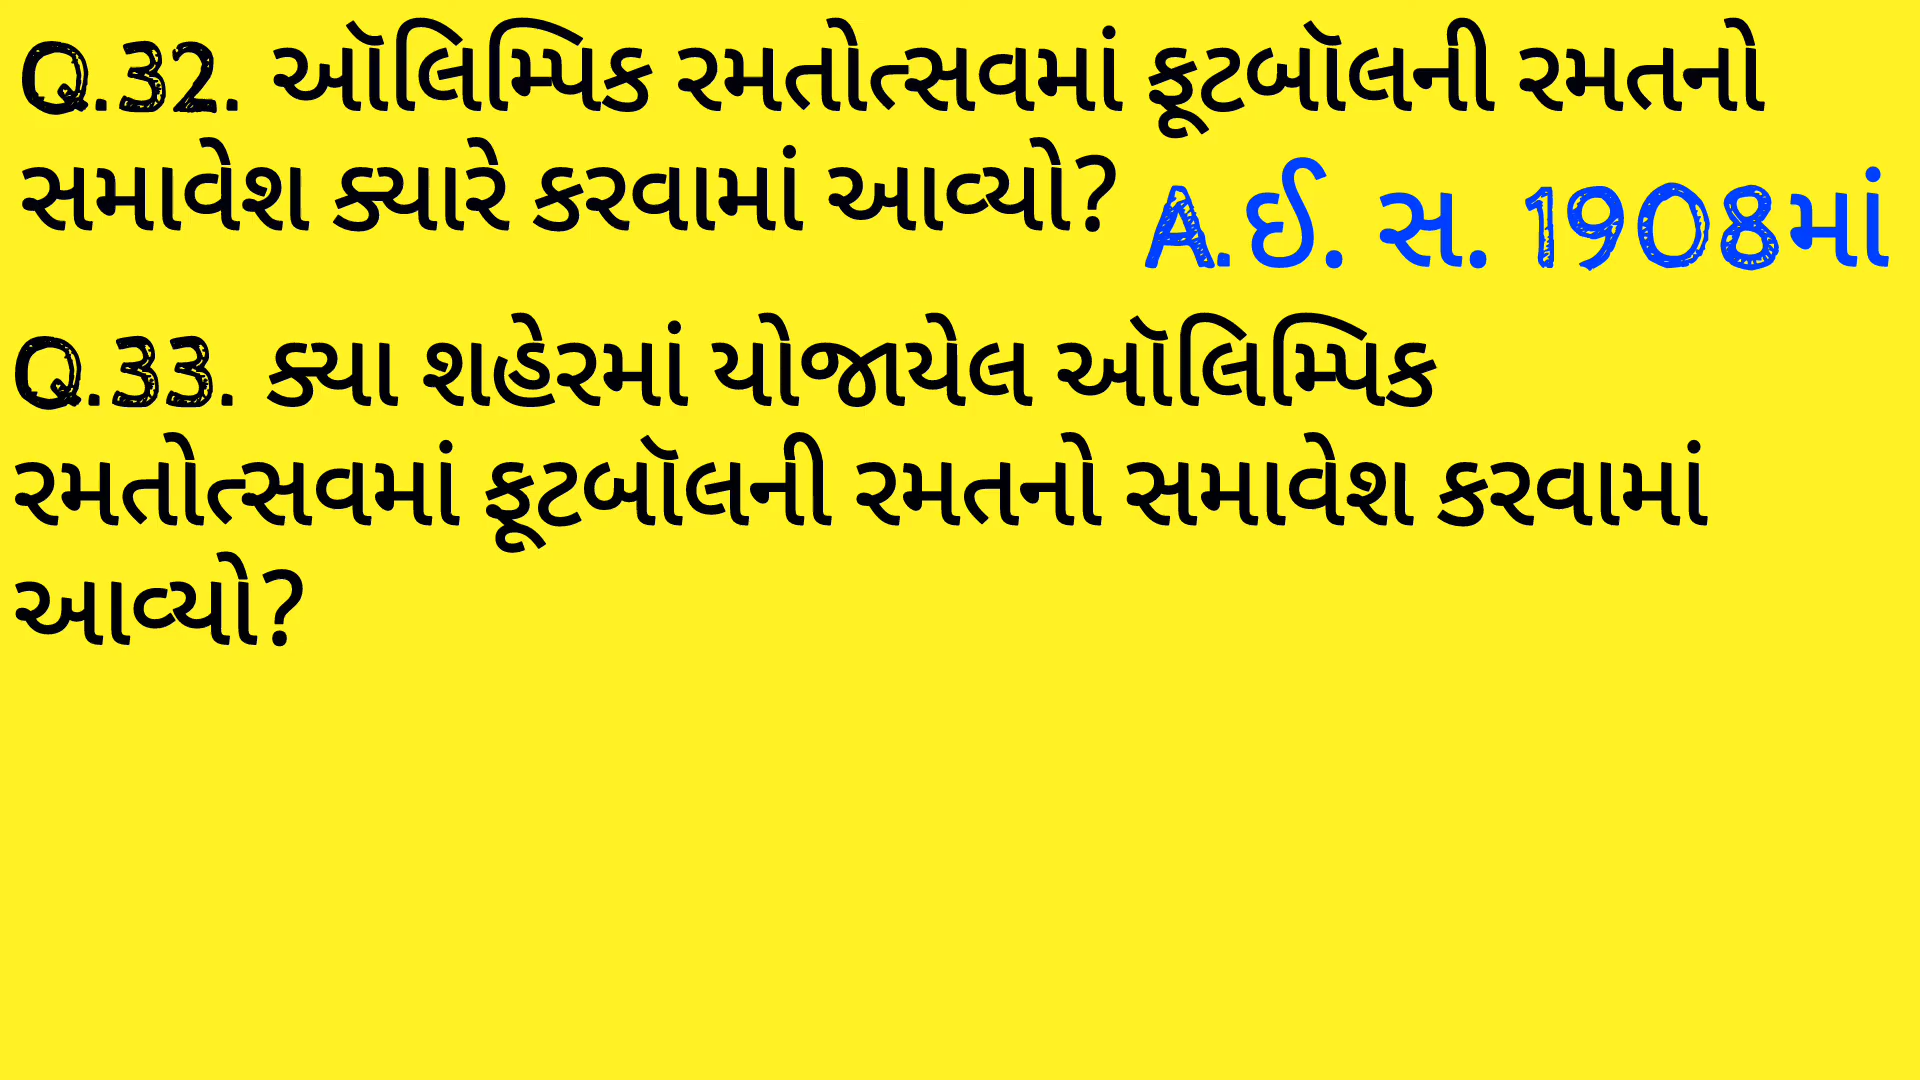 Q.32. ઑલિમ્પિક રમતોત્સવમાં ફૂટબૉલની રમતનો
સમાવેશ ક્યારે કરવામાં આવ્યો? A.ઈ. સ. 1908માં
Q.33. ક્યા શહેરમાં યોજાયેલ ઑલિમ્પિક
રમતોત્સવમાં ફૂટબૉલની રમતનો સમાવેશ કરવામાં
આવ્યો?